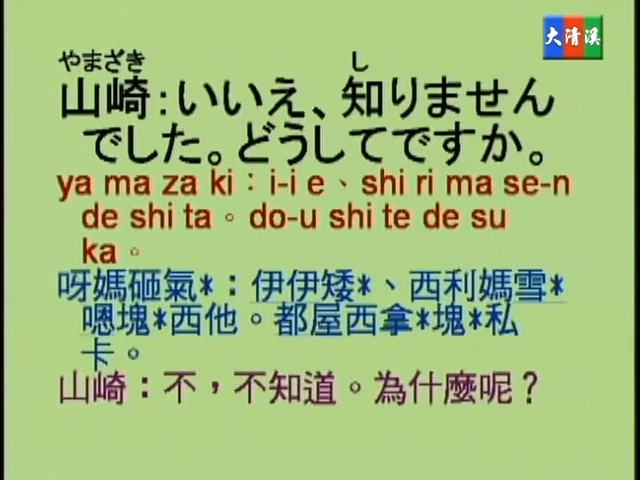 大清溪
やまざき　し
山崎：いいえ、知りません
でした。どうしてですか。
ya ma za ki：i-i e、shi ri ma se-n
de shi ta。do-u shi te de su
ka。
呀媽砸氣*：伊伊矮*、西利媽雪*
嗯塊*西他。都屋西拿*塊*私
卡。
山崎：不，不知道。為什麼呢？